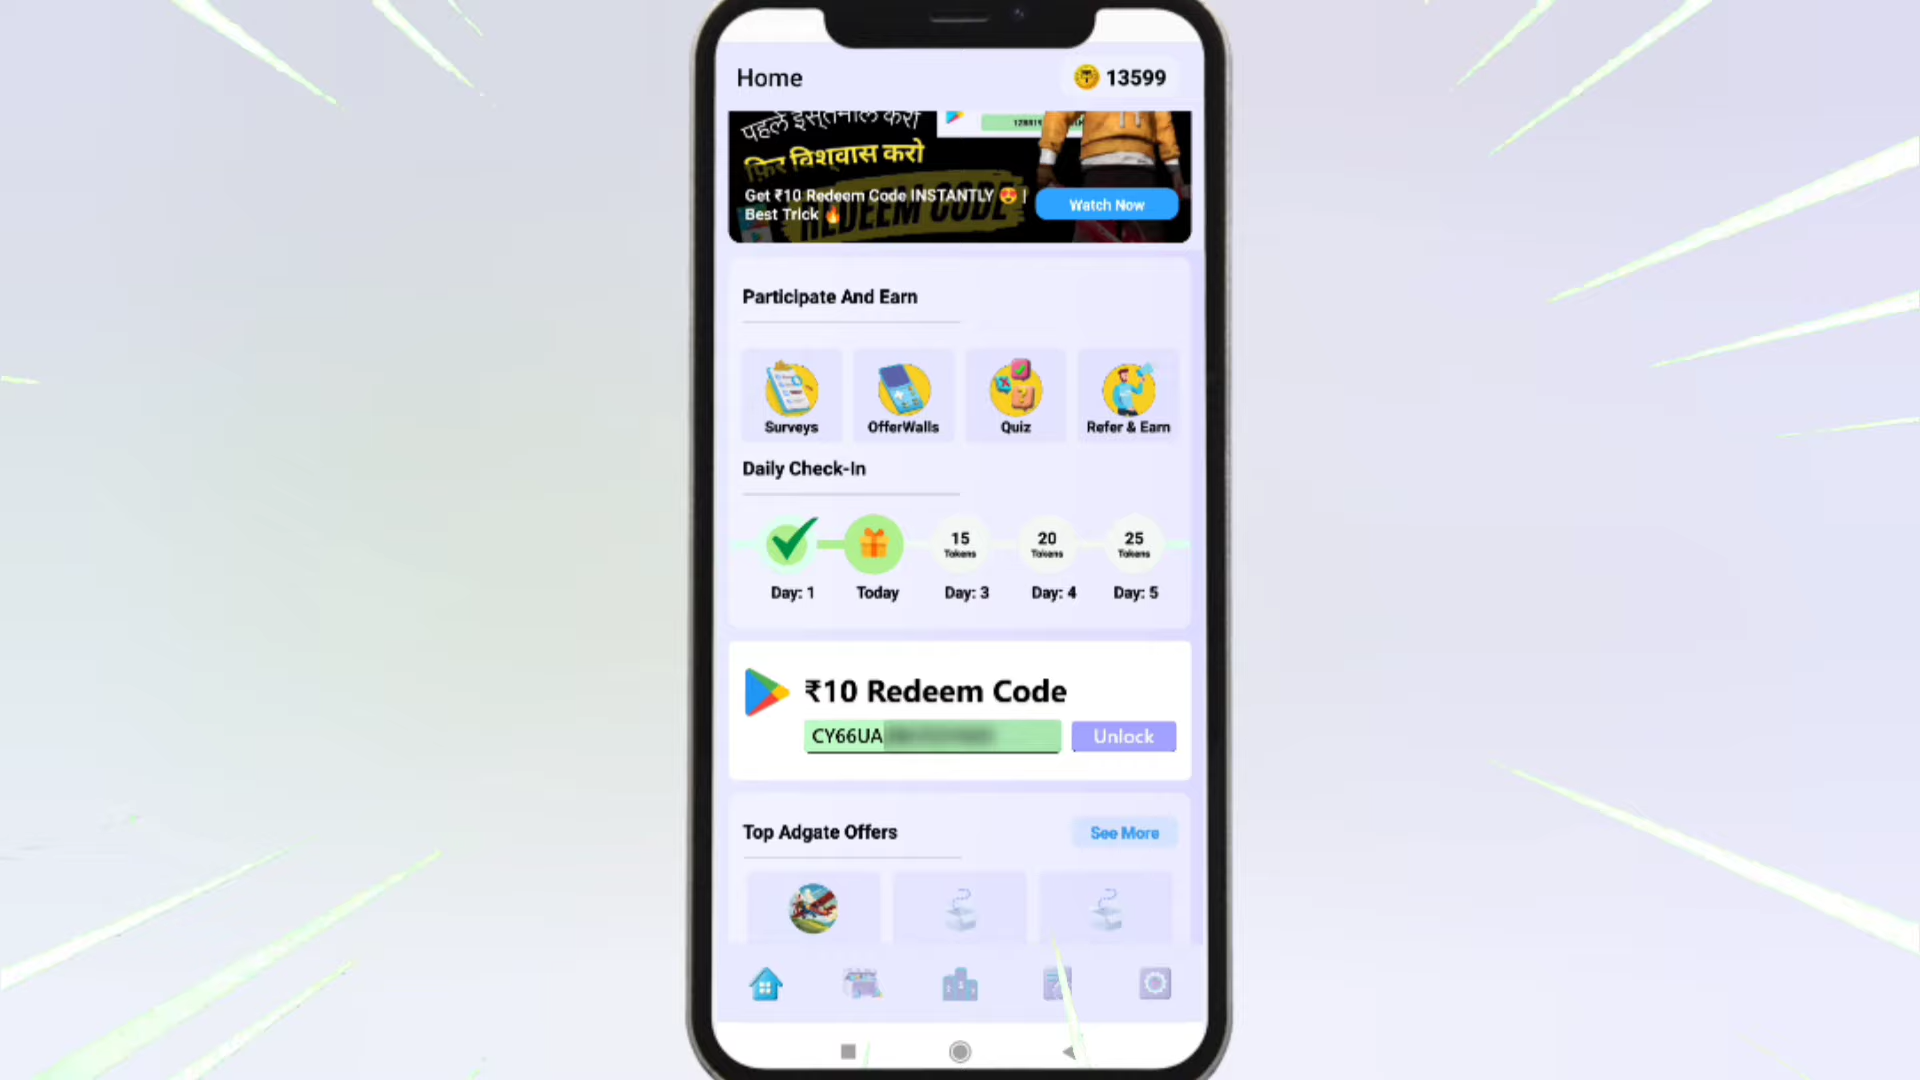 Home
13599
पहले इस्तेमाल करो
फ़िर विश्वास करो
Get ₹10 Redeem Code INSTANTLY 😍 |
Best Trick 🔥
REDEEM CODE
Watch Now
Participate And Earn
Surveys
OfferWalls
Quiz
Refer & Earn
Daily Check-In
15
Tokens
20
Tokens
25
Tokens
Day: 1
Today
Day: 3
Day: 4
Day: 5
₹10 Redeem Code
CY66UA
Unlock
Top Adgate Offers
See More